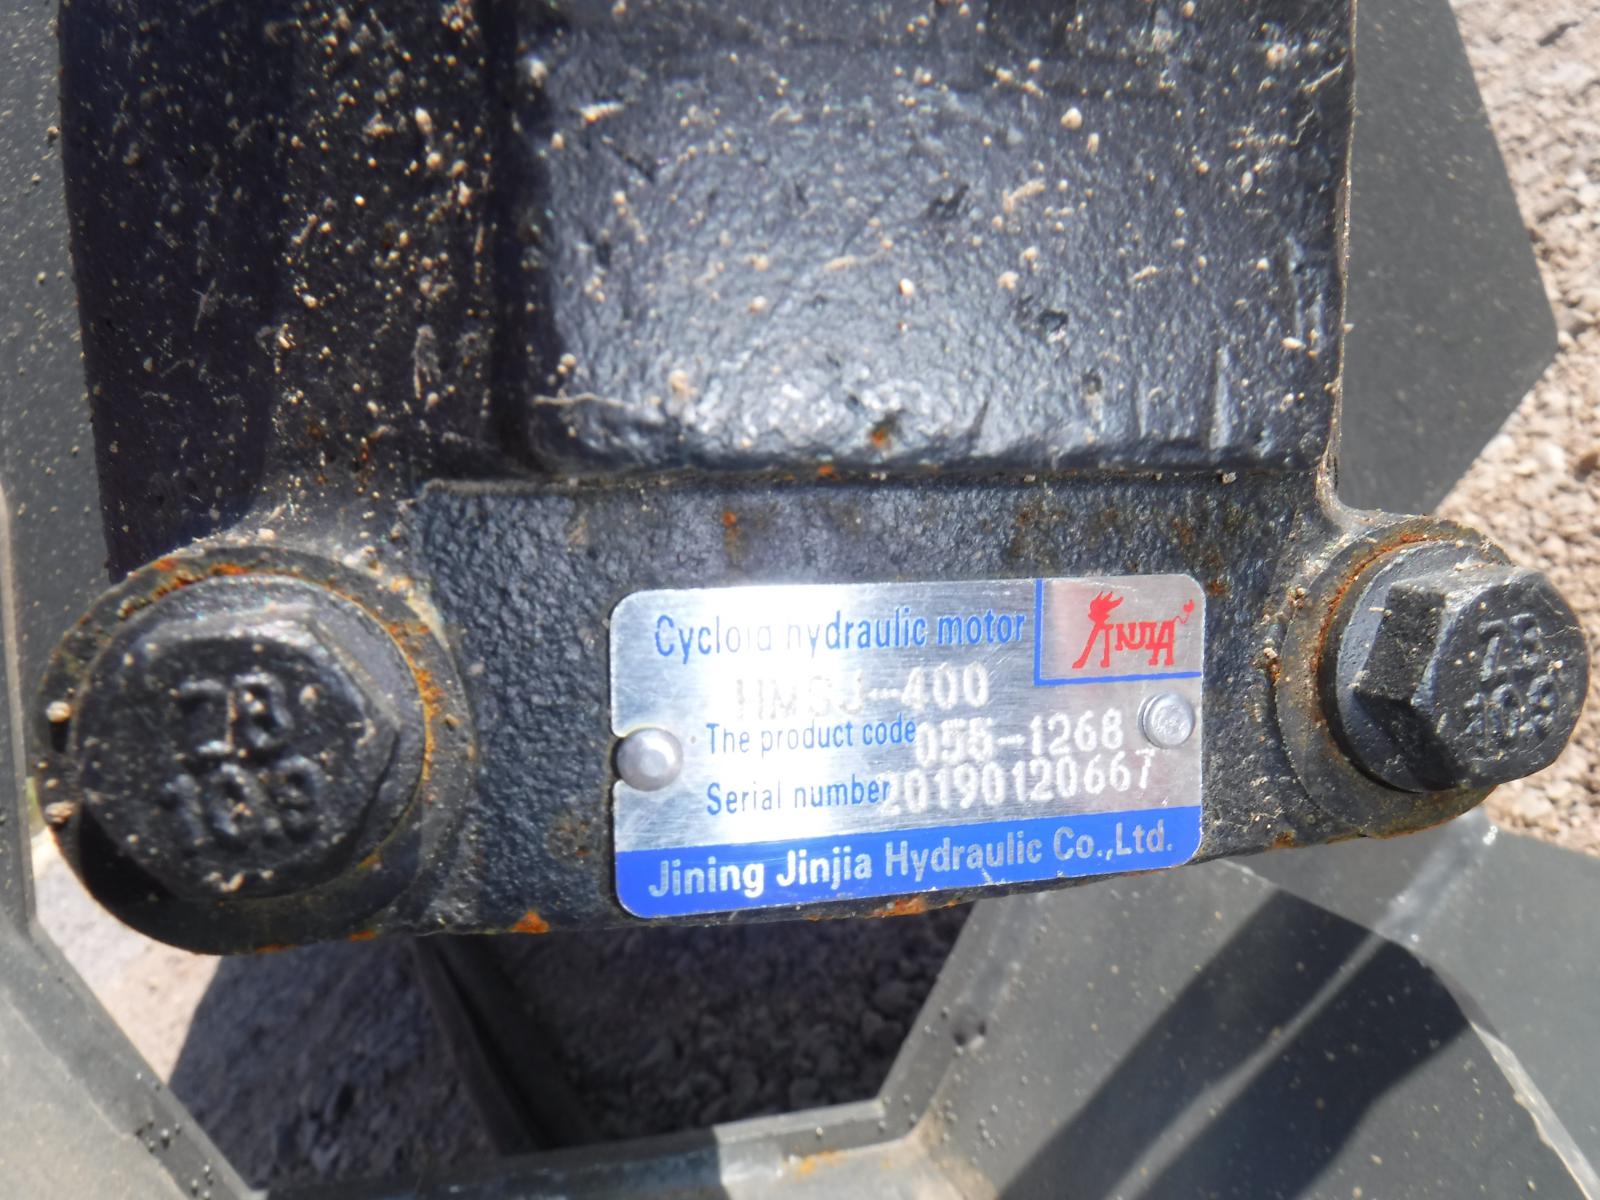 Cycloid hydraulic motor
JINJIA
HMSJ-400
The product code 055-1268
Serial number 20190120667
Jining Jinjia Hydraulic Co.,Ltd.
10.9
10.9